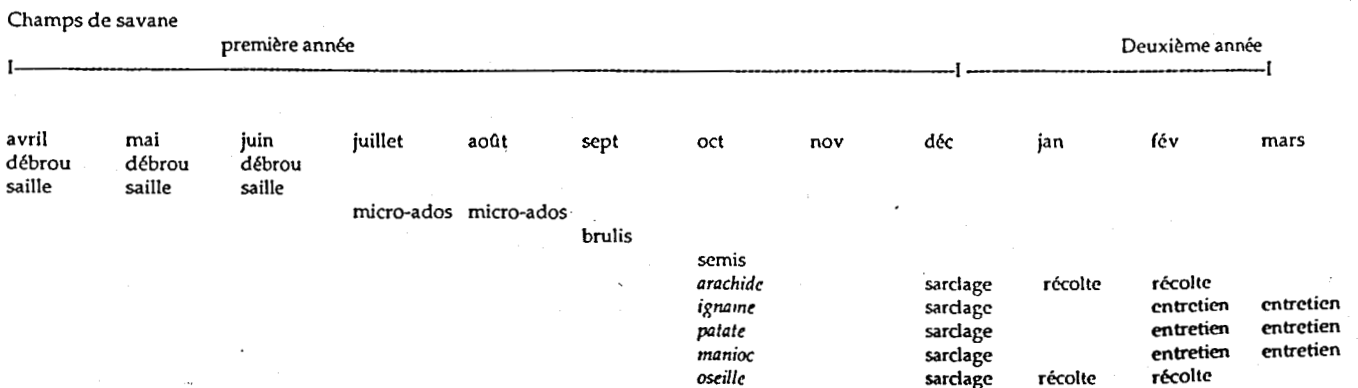 Champs de savane
première année Deuxième année
I I I
avril mai juin juillet août sept oct nov déc jan fév mars
débrou débrou débrou
saille saille saille
micro-ados micro-ados
brulis
semis
arachide sarclage récolte récolte
igname sarclage entretien entretien
patate sarclage entretien entretien
manioc sarclage entretien entretien
oseille sarclage récolte récolte